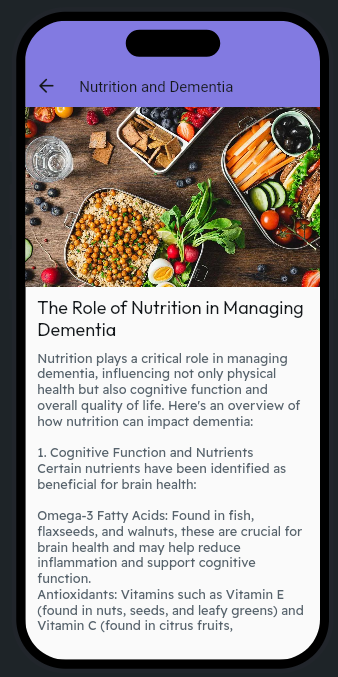 Nutrition and Dementia
The Role of Nutrition in Managing
Dementia
Nutrition plays a critical role in managing
dementia, influencing not only physical
health but also cognitive function and
overall quality of life. Here's an overview of
how nutrition can impact dementia:
1. Cognitive Function and Nutrients
Certain nutrients have been identified as
beneficial for brain health:
Omega-3 Fatty Acids: Found in fish,
flaxseeds, and walnuts, these are crucial for
brain health and may help reduce
inflammation and support cognitive
function.
Antioxidants: Vitamins such as Vitamin E
(found in nuts, seeds, and leafy greens) and
Vitamin C (found in citrus fruits,